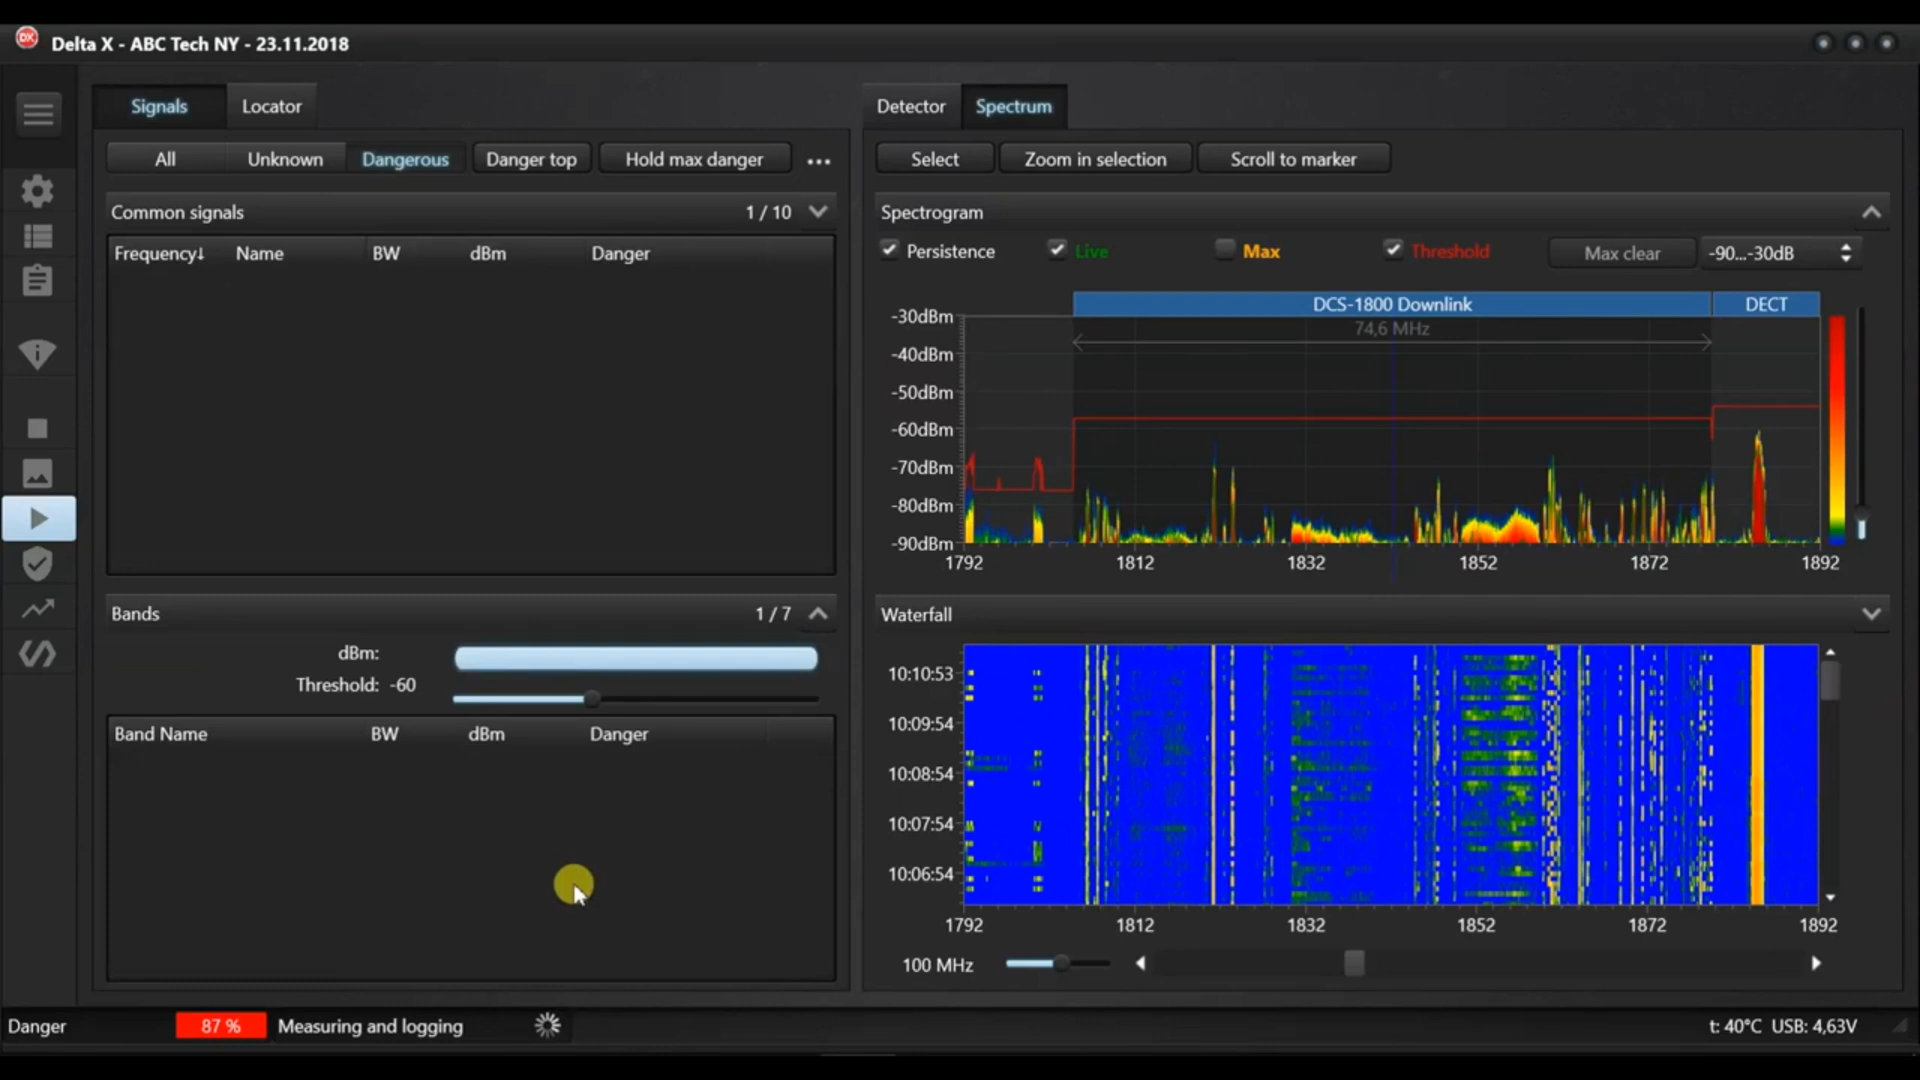 DX Delta X - ABC Tech NY - 23.11.2018
Signals Locator
All Unknown Dangerous Danger top Hold max danger ...
Common signals 1 / 10
Frequency↓ Name BW dBm Danger
Bands 1 / 7
dBm:
Threshold: -60
Band Name BW dBm Danger
Detector Spectrum
Select Zoom in selection Scroll to marker
Spectrogram
Persistence Live Max Threshold Max clear -90...-30dB
DCS-1800 Downlink DECT
74,6 MHz
-30dBm
-40dBm
-50dBm
-60dBm
-70dBm
-80dBm
-90dBm
1792 1812 1832 1852 1872 1892
Waterfall
10:10:53
10:09:54
10:08:54
10:07:54
10:06:54
1792 1812 1832 1852 1872 1892
100 MHz
Danger 87 % Measuring and logging t: 40°C USB: 4,63V